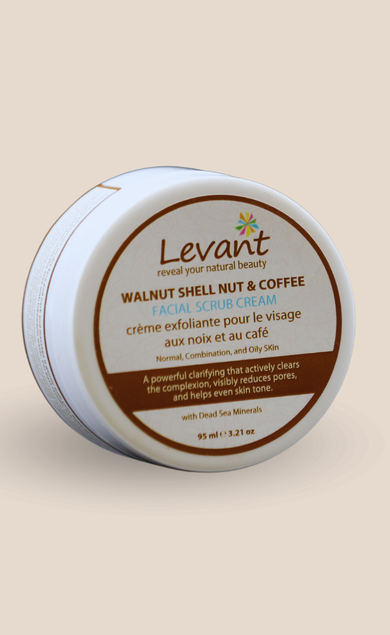 Levant
reveal your natural beauty
WALNUT SHELL NUT & COFFEE
FACIAL SCRUB CREAM
crème exfoliante pour le visage
aux noix et au café
Normal, Combination, and Oily SKin
A powerful clarifying that actively clears
the complexion, visibly reduces pores,
and helps even skin tone.
with Dead Sea Minerals
95 ml ℮ 3.21 oz